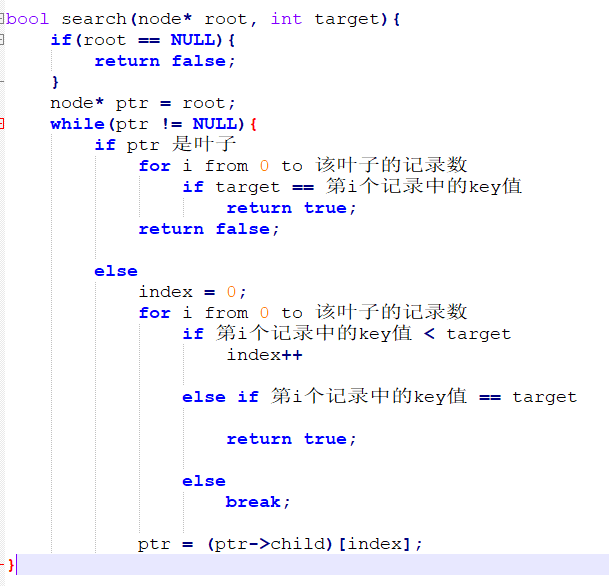 bool search(node* root, int target){
    if(root == NULL){
        return false;
    }
    node* ptr = root;
    while(ptr != NULL){
        if ptr 是叶子
            for i from 0 to 该叶子的记录数
                if target == 第i个记录中的key值
                    return true;
            return false;
        else
            index = 0;
            for i from 0 to 该叶子的记录数
                if 第i个记录中的key值 < target
                    index++
                else if 第i个记录中的key值 == target
                    return true;
                else
                    break;
            ptr = (ptr->child)[index];
}